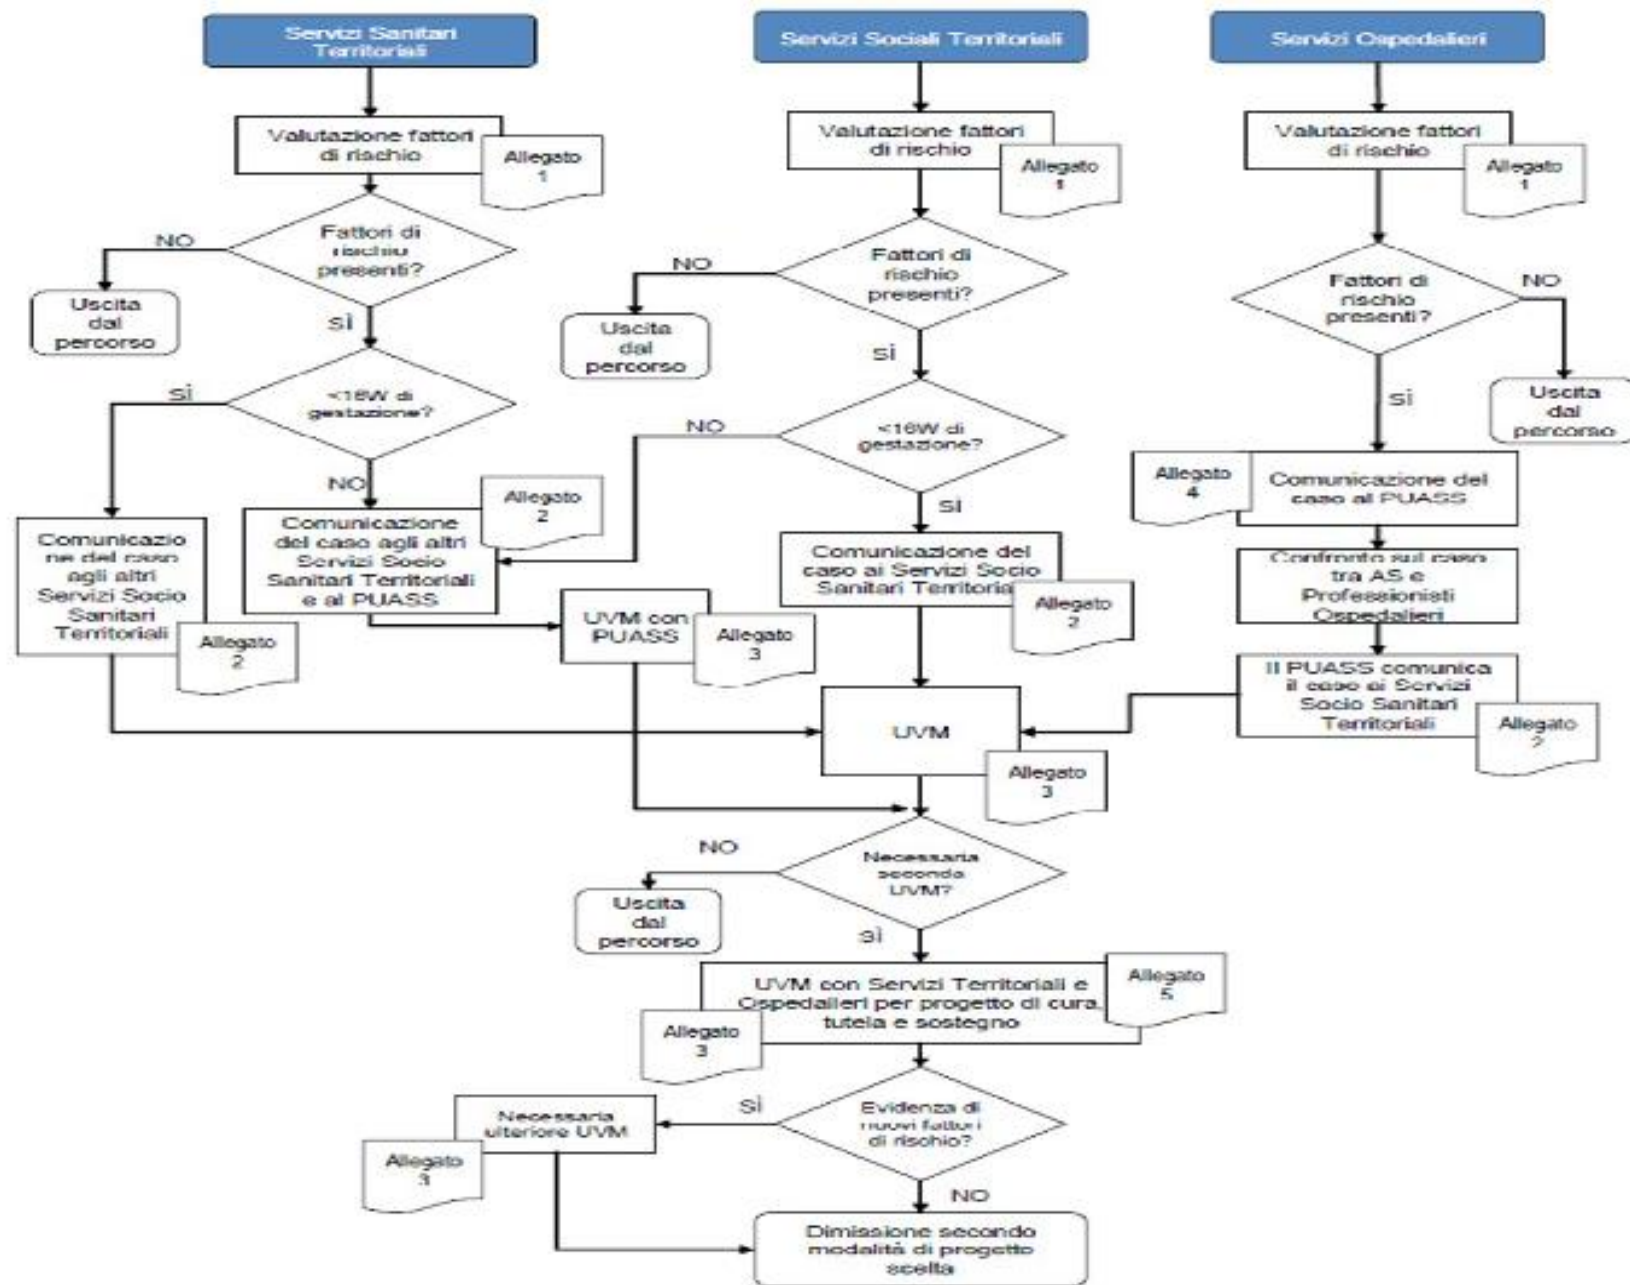 Servizi Sanitari
Territoriali
Servizi Sociali Territoriali
Servizi Ospedalieri
Valutazione fattori
di rischio
Allegato
1
Valutazione fattori
di rischio
Allegato
1
Valutazione fattori
di rischio
Allegato
1
Fattori di
rischio
presenti?
NO
Uscita
dal
percorso
SÌ
Fattori di
rischio
presenti?
NO
Uscita
dal
percorso
SÌ
Fattori di
rischio
presenti?
NO
Uscita
dal
percorso
SÌ
<16W di
gestazione?
SÌ
NO
<16W di
gestazione?
NO
SÌ
Allegato
4
Comunicazione del
caso al PUASS
Comunicazio
ne del caso
agli altri
Servizi Socio
Sanitari
Territoriali
Allegato
2
Comunicazione
del caso agli altri
Servizi Socio
Sanitari Territoriali
e al PUASS
Allegato
2
UVM con
PUASS
Allegato
3
Comunicazione del
caso ai Servizi Socio
Sanitari Territoria
Allegato
2
Confronto sul caso
tra AS e
Professionisti
Ospedalieri
Il PUASS comunica
il caso ai Servizi
Socio Sanitari
Territoriali
Allegato
2
UVM
Allegato
3
Necessaria
seconda
UVM?
NO
Uscita
dal
percorso
SÌ
UVM con Servizi Territoriali e
Ospedalieri per progetto di cura,
tutela e sostegno
Allegato
5
Allegato
3
Evidenza di
nuovi fattori
di rischio?
SÌ
Necessaria
ulteriore UVM
Allegato
3
NO
Dimissione secondo
modalità di progetto
scelta